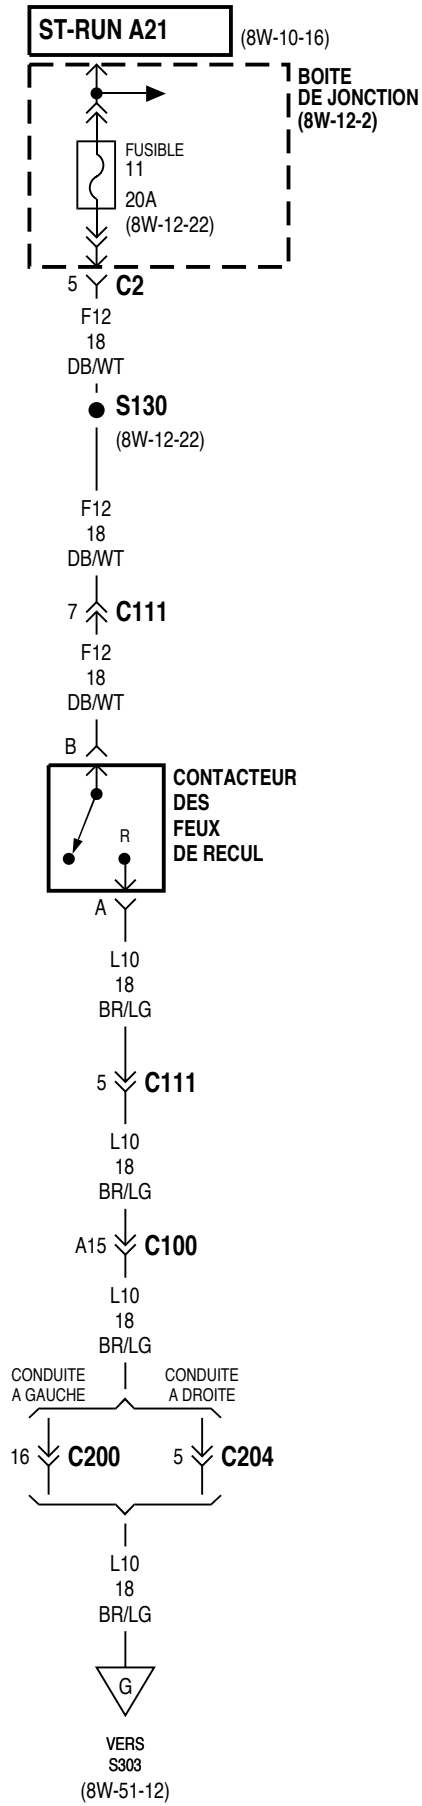 ST-RUN A21
(8W-10-16)
BOITE
DE JONCTION
(8W-12-2)
FUSIBLE
11
20A
(8W-12-22)
5 C2
F12
18
DB/WT
S130
(8W-12-22)
F12
18
DB/WT
7 C111
F12
18
DB/WT
B
CONTACTEUR
DES
FEUX
DE RECUL
R
A
L10
18
BR/LG
5 C111
L10
18
BR/LG
A15 C100
L10
18
BR/LG
CONDUITE
A GAUCHE
CONDUITE
A DROITE
16 C200
5 C204
L10
18
BR/LG
G
VERS
S303
(8W-51-12)